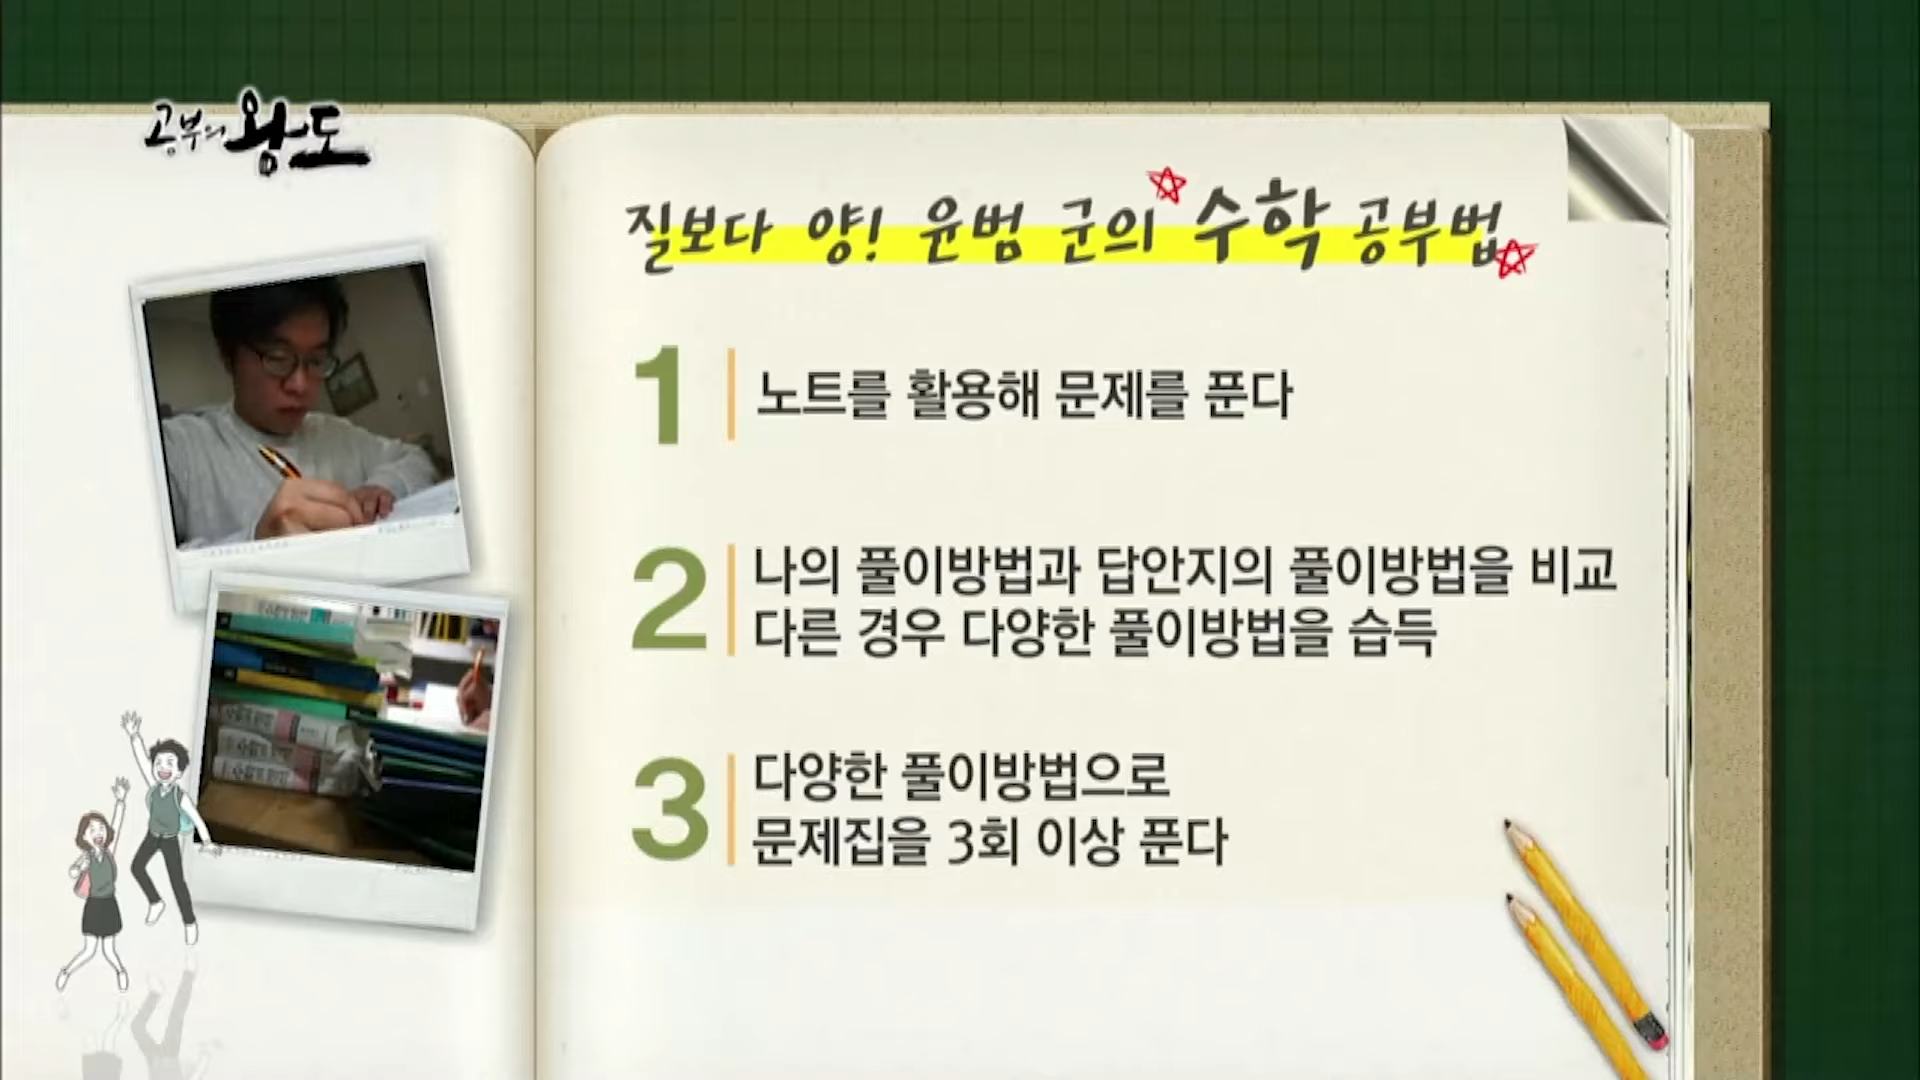 공부의 왕도
질보다 양! 윤범 군의 수학 공부법
1 노트를 활용해 문제를 푼다
2 나의 풀이방법과 답안지의 풀이방법을 비교
다른 경우 다양한 풀이방법을 습득
3 다양한 풀이방법으로
문제집을 3회 이상 푼다